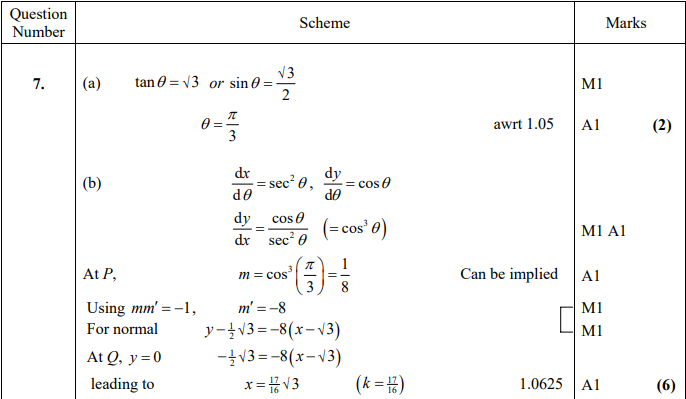 Question Number Scheme Marks
7. (a) tan θ = √3 or sin θ = √3/2 M1
θ = π/3 awrt 1.05 A1 (2)
(b) dx/dθ = sec² θ, dy/dθ = cos θ
dy/dx = cos θ/sec² θ (= cos³ θ) M1 A1
At P, m = cos³ (π/3) = 1/8 Can be implied A1
Using mm′ = −1, m′ = −8 M1
For normal y − ½√3 = −8(x − √3) M1
At Q, y = 0 −½√3 = −8(x − √3)
leading to x = 17/16 √3 (k = 17/16) 1.0625 A1 (6)